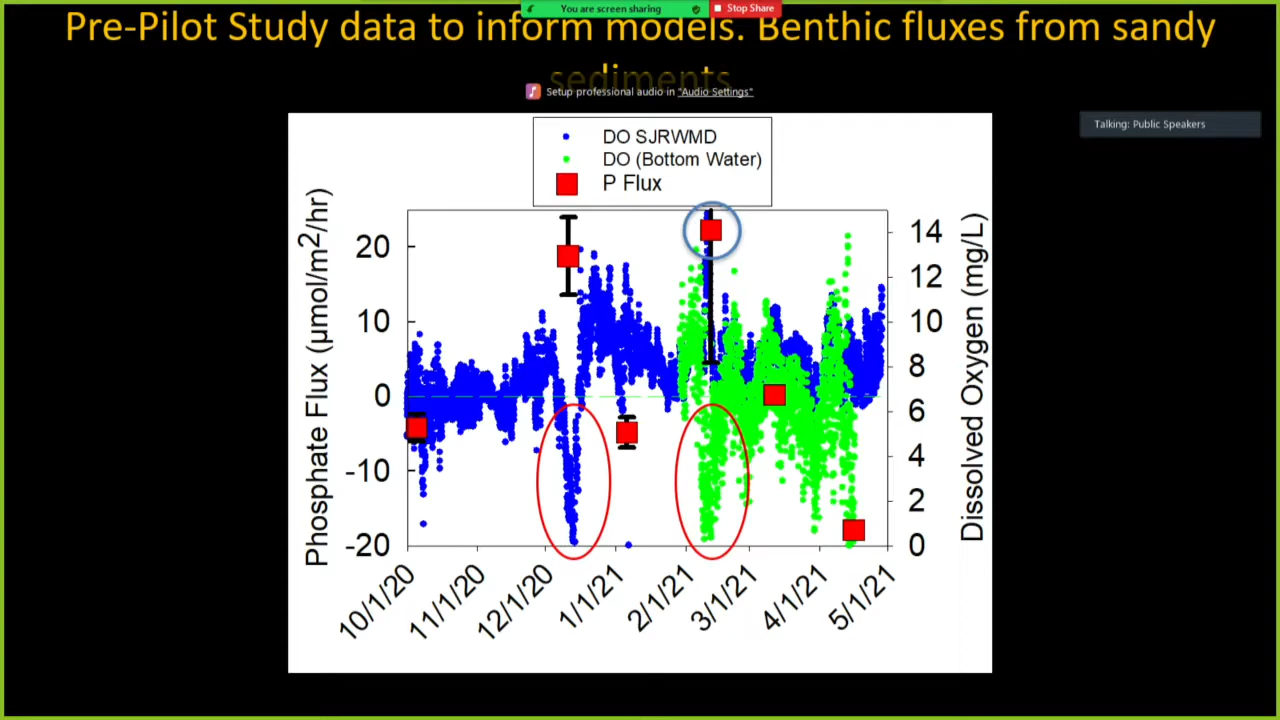 You are screen sharing Stop Share
Pre-Pilot Study data to inform models. Benthic fluxes from sandy
sediments
Setup professional audio in "Audio Settings"
Talking: Public Speakers
DO SJRWMD
DO (Bottom Water)
P Flux
Phosphate Flux (µmol/m²/hr)
20
10
0
-10
-20
14
12
10
8
6
4
2
0
Dissolved Oxygen (mg/L)
10/1/20
11/1/20
12/1/20
1/1/21
2/1/21
3/1/21
4/1/21
5/1/21